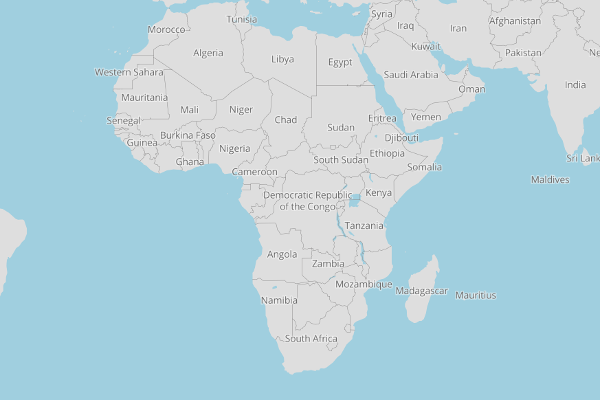 Tunisia
Syria
Afghanistan
Morocco
Iraq
Iran
Algeria
Libya
Egypt
Kuwait
Pakistan
Western Sahara
Saudi Arabia
India
Mauritania
Oman
Mali
Niger
Chad
Yemen
Senegal
Eritrea
Sudan
Burkina Faso
Djibouti
Guinea
Nigeria
Ethiopia
Ghana
South Sudan
Sri Lan
Somalia
Cameroon
Maldives
Democratic Republic
of the Congo
Kenya
Tanzania
Angola
Zambia
Mozambique
Madagascar
Mauritius
Namibia
South Africa